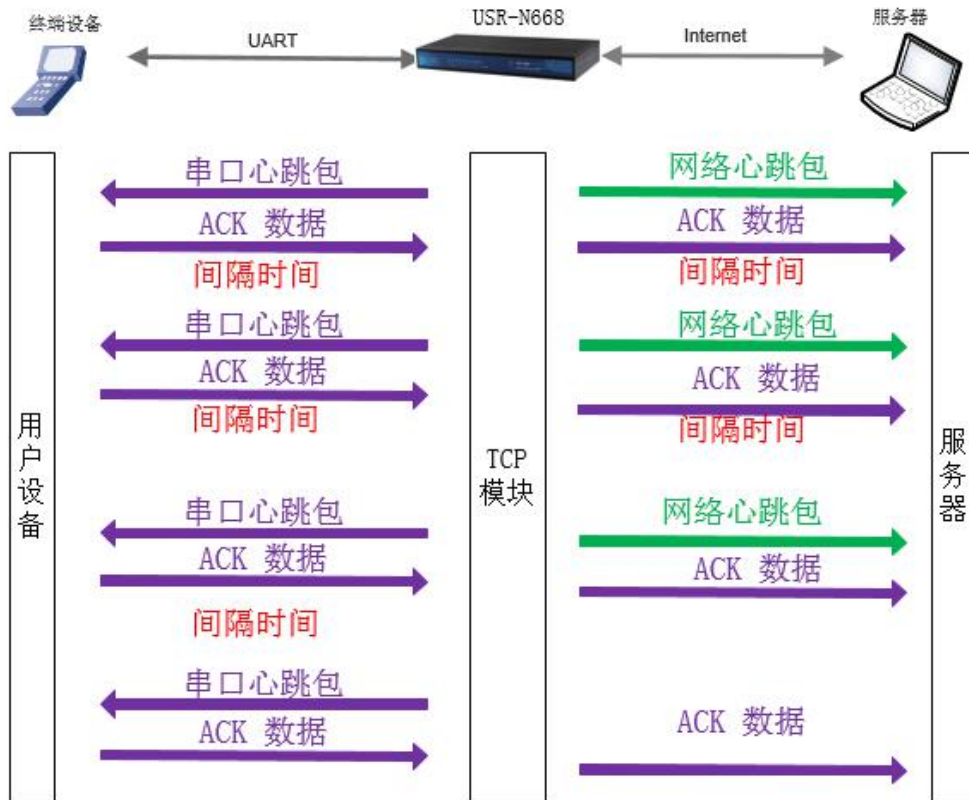 终端设备
USR-N668
服务器
UART
Internet
串口心跳包
网络心跳包
ACK 数据
ACK 数据
间隔时间
间隔时间
串口心跳包
网络心跳包
ACK 数据
ACK 数据
间隔时间
间隔时间
用户设备
TCP
模块
服务器
串口心跳包
网络心跳包
ACK 数据
ACK 数据
间隔时间
串口心跳包
ACK 数据
ACK 数据